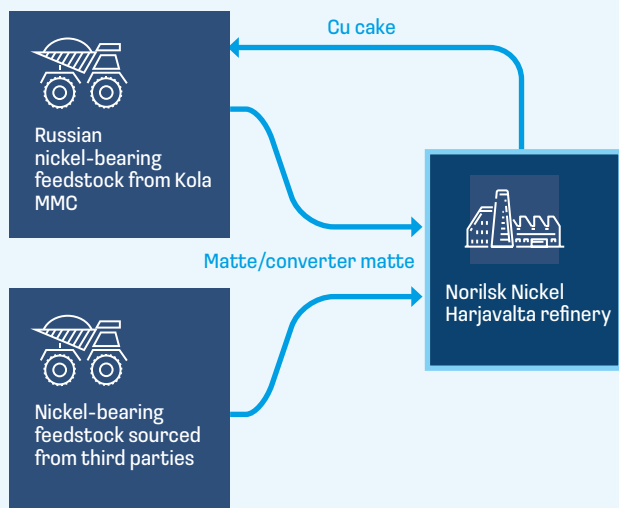 Cu cake
Russian
nickel-bearing
feedstock from Kola
MMC
Matte/converter matte
Norilsk Nickel
Harjavalta refinery
Nickel-bearing
feedstock sourced
from third parties